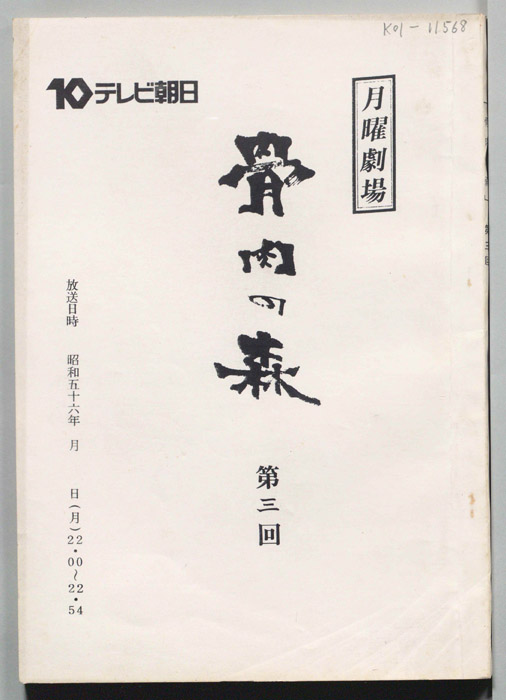 K01-11568
10テレビ朝日
月曜劇場
骨肉の森
第三回
放送日時 昭和五十六年 月 日(月)22・00〜22・54